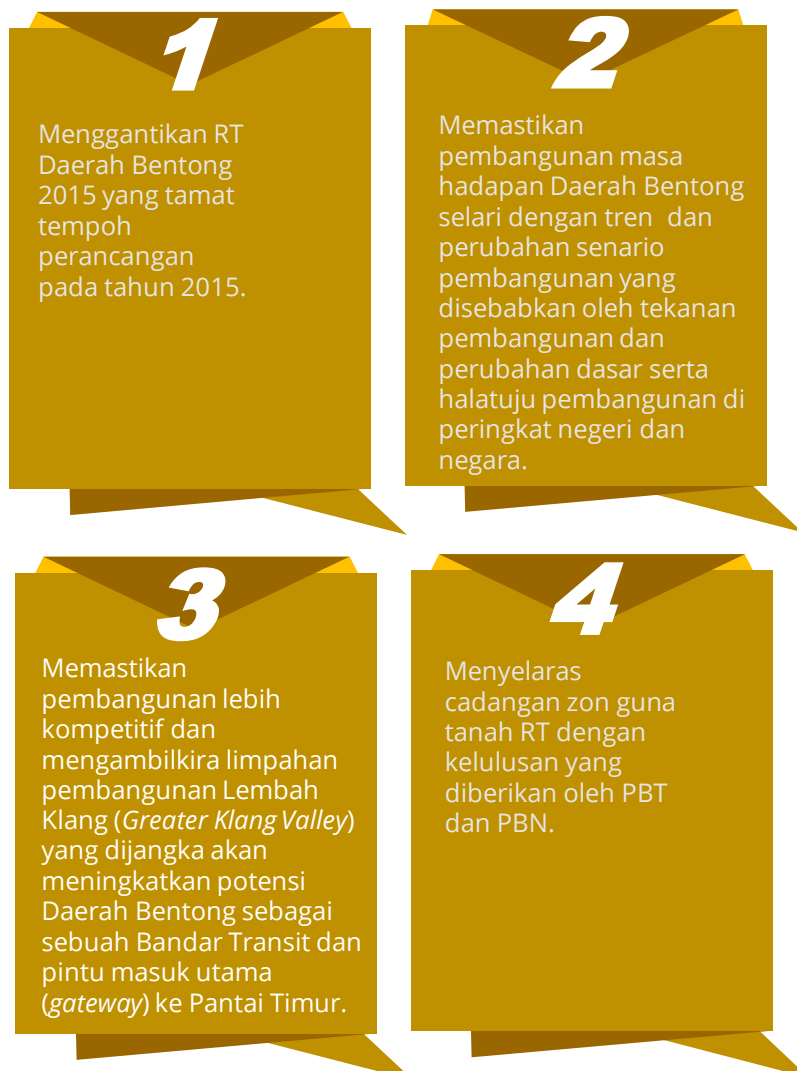 1
Menggantikan RT
Daerah Bentong
2015 yang tamat
tempoh
perancangan
pada tahun 2015.
2
Memastikan
pembangunan masa
hadapan Daerah Bentong
selari dengan tren dan
perubahan senario
pembangunan yang
disebabkan oleh tekanan
pembangunan dan
perubahan dasar serta
halatuju pembangunan di
peringkat negeri dan
negara.
3
Memastikan
pembangunan lebih
kompetitif dan
mengambilkira limpahan
pembangunan Lembah
Klang (Greater Klang Valley)
yang dijangka akan
meningkatkan potensi
Daerah Bentong sebagai
sebuah Bandar Transit dan
pintu masuk utama
(gateway) ke Pantai Timur.
4
Menyelaras
cadangan zon guna
tanah RT dengan
kelulusan yang
diberikan oleh PBT
dan PBN.